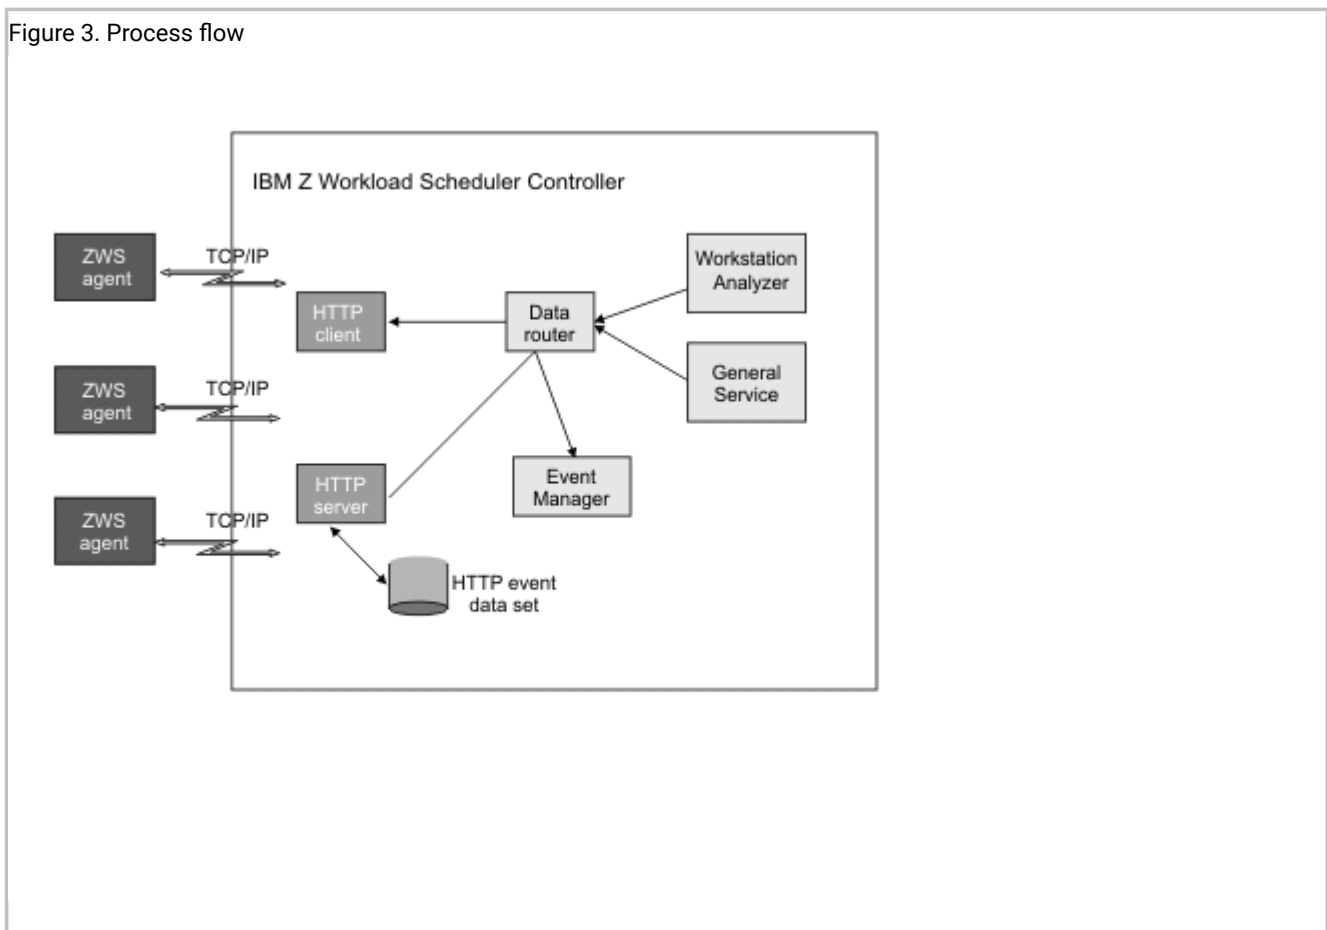 Figure 3. Process flow
IBM Z Workload Scheduler Controller
ZWS
agent
TCP/IP
HTTP
client
Data
router
Workstation
Analyzer
General
Service
ZWS
agent
TCP/IP
HTTP
server
Event
Manager
ZWS
agent
TCP/IP
HTTP event
data set